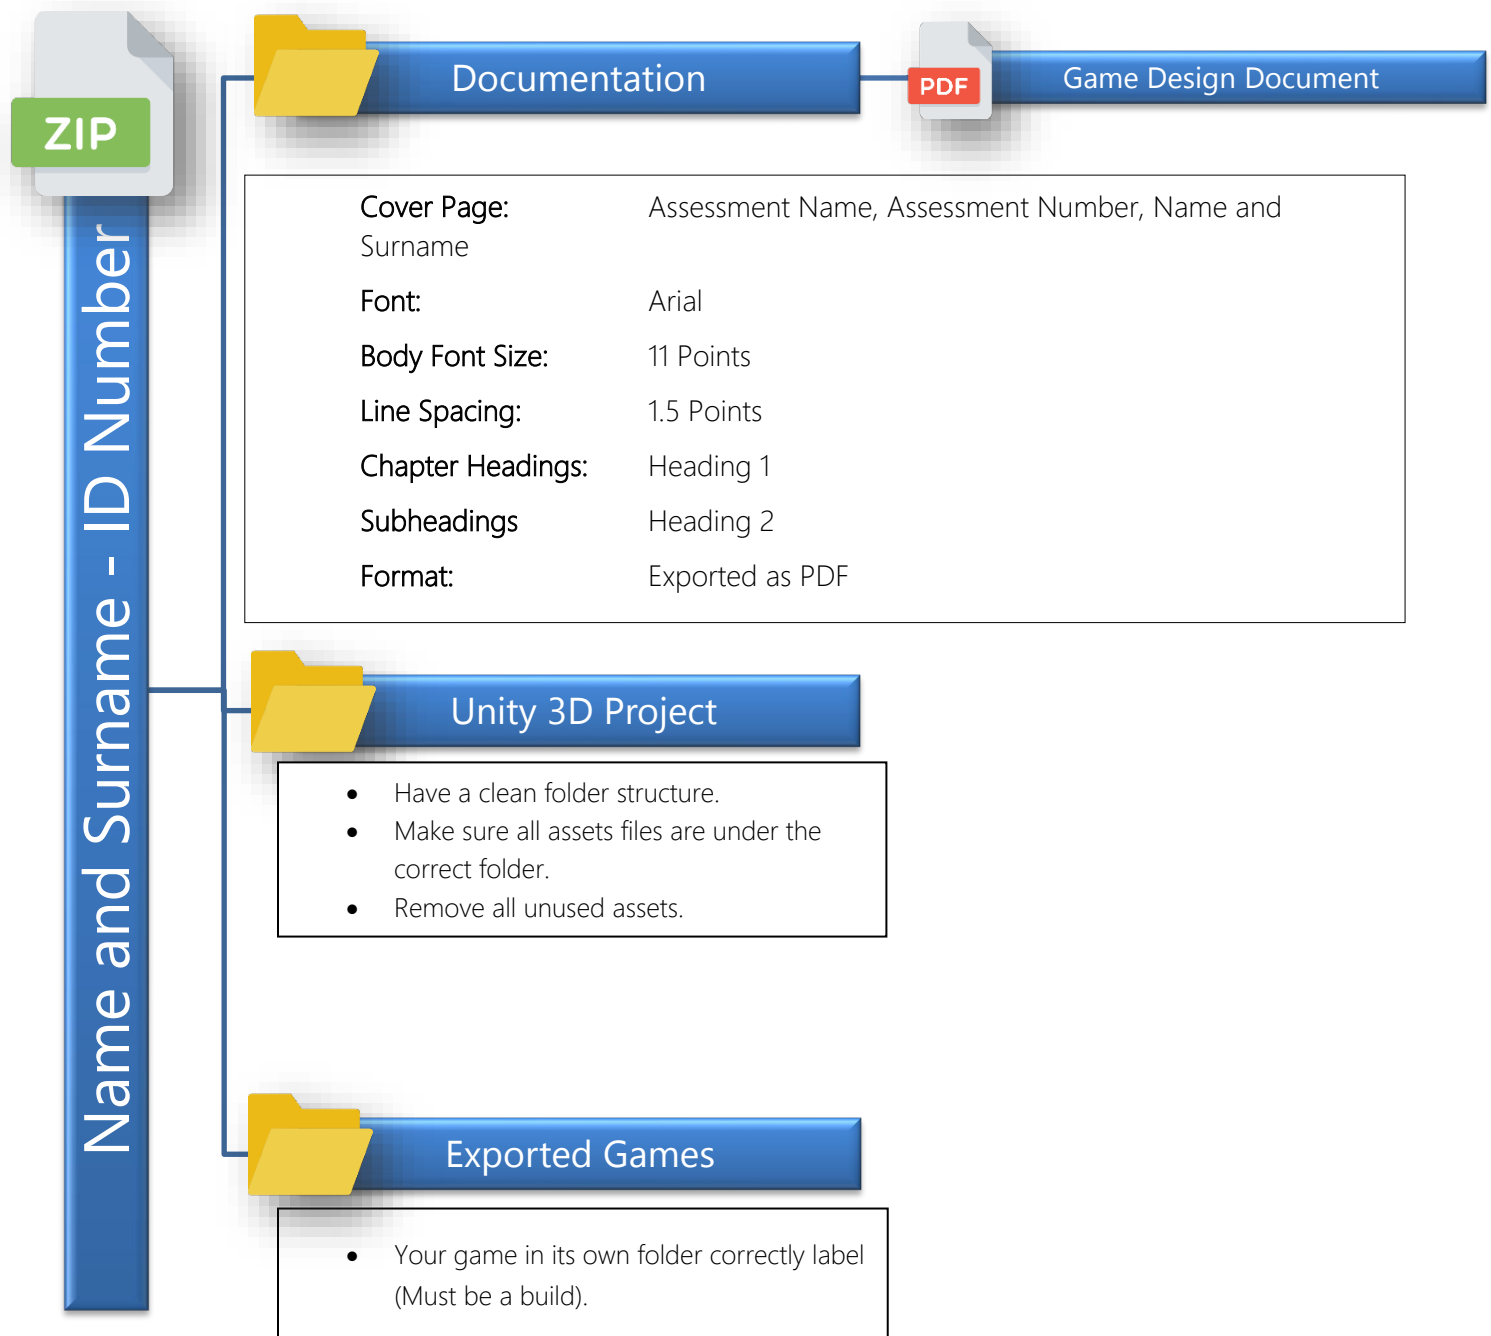 ZIP
Name and Surname - ID Number
Documentation
PDF
Game Design Document
Cover Page: Assessment Name, Assessment Number, Name and
Surname
Font: Arial
Body Font Size: 11 Points
Line Spacing: 1.5 Points
Chapter Headings: Heading 1
Subheadings Heading 2
Format: Exported as PDF
Unity 3D Project
• Have a clean folder structure.
• Make sure all assets files are under the
correct folder.
• Remove all unused assets.
Exported Games
• Your game in its own folder correctly label
(Must be a build).